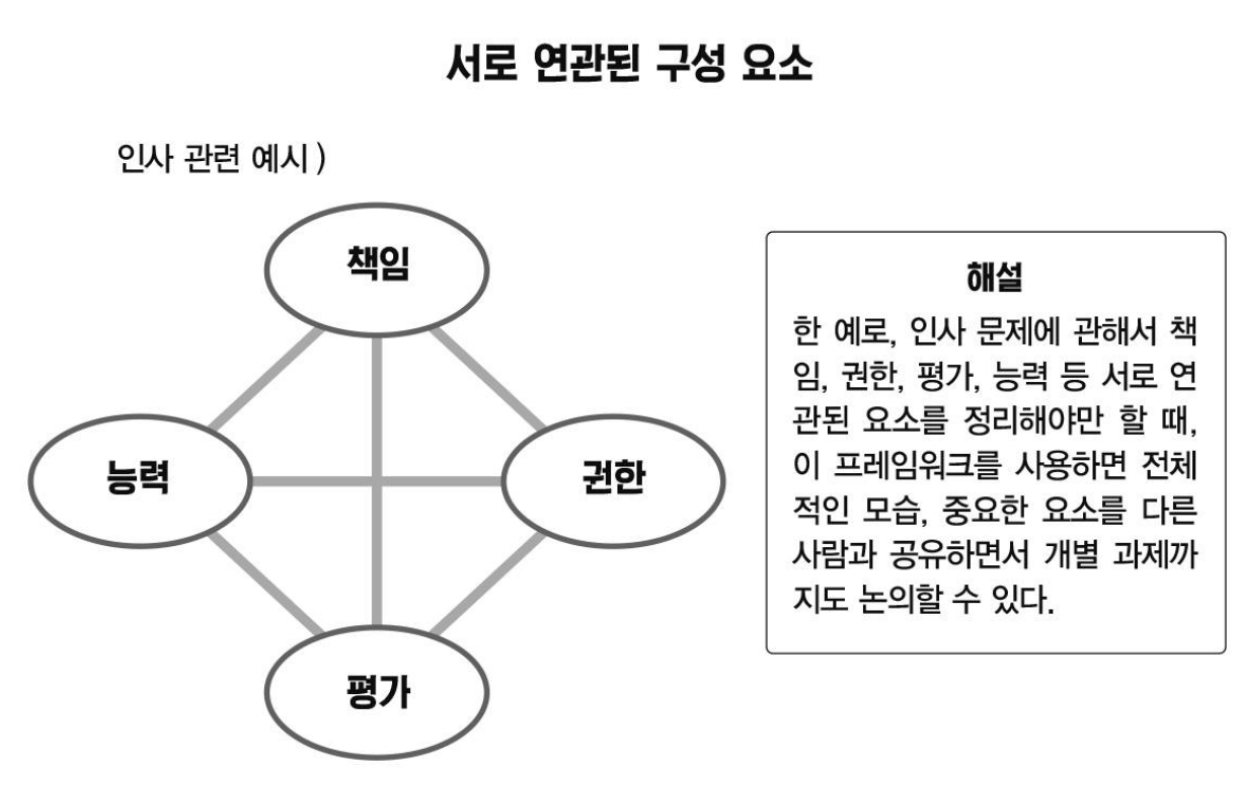 서로 연관된 구성 요소
인사 관련 예시)
책임
능력
권한
평가
해설
한 예로, 인사 문제에 관해서 책
임, 권한, 평가, 능력 등 서로 연
관된 요소를 정리해야만 할 때,
이 프레임워크를 사용하면 전체
적인 모습, 중요한 요소를 다른
사람과 공유하면서 개별 과제까
지도 논의할 수 있다.